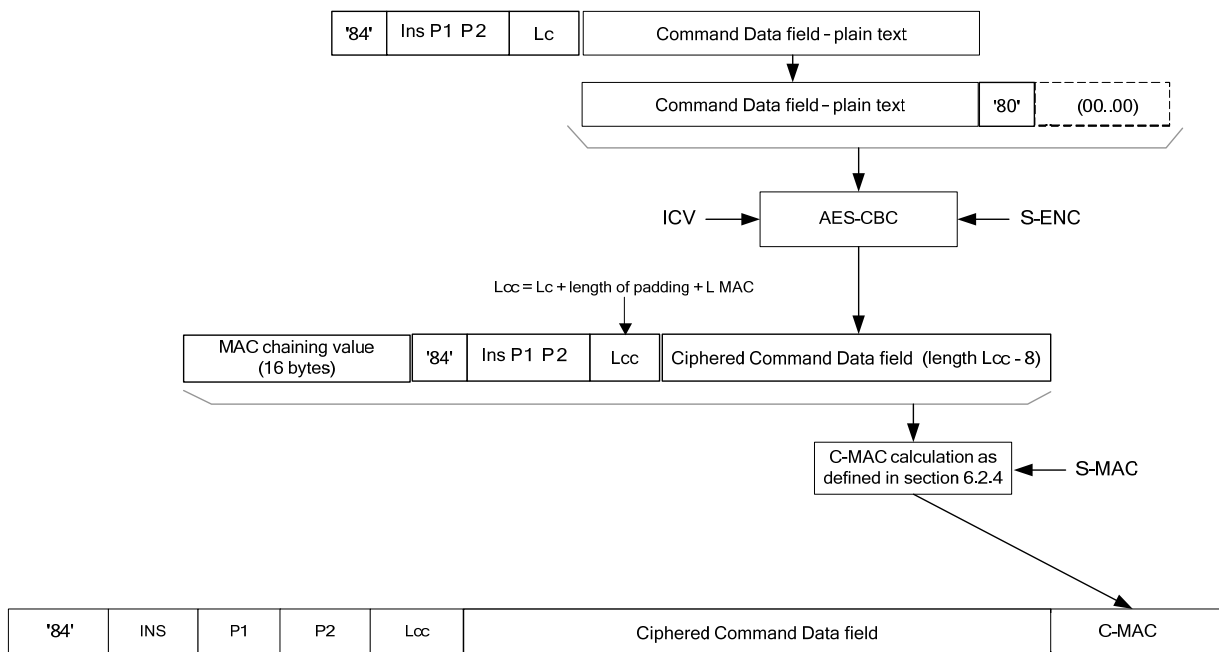 '84' Ins P1 P2 Lc Command Data field – plain text
Command Data field – plain text '80' (00..00)
ICV AES-CBC S-ENC
Lcc = Lc + length of padding + L MAC
MAC chaining value
(16 bytes)
'84' Ins P1 P2 Lcc Ciphered Command Data field (length Lcc - 8)
C-MAC calculation as
defined in section 6.2.4
S-MAC
'84' INS P1 P2 Lcc Ciphered Command Data field C-MAC